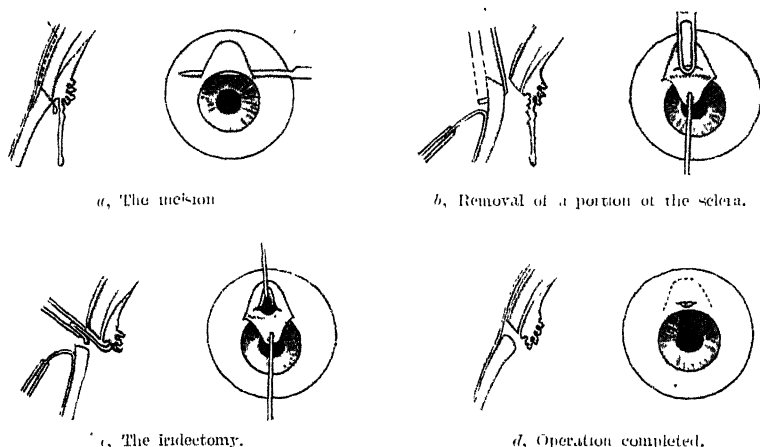 a, The incision
b, Removal of a portion of the sclera.
c, The iridectomy.
d, Operation completed.